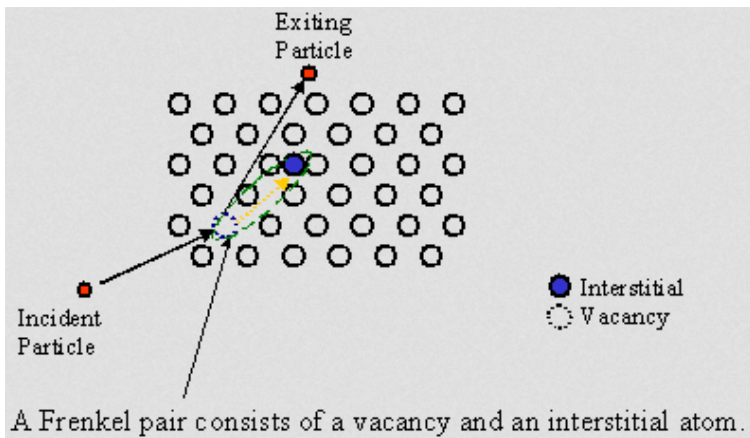 Exiting
Particle
Incident
Particle
Interstitial
Vacancy
A Frenkel pair consists of a vacancy and an interstitial atom.